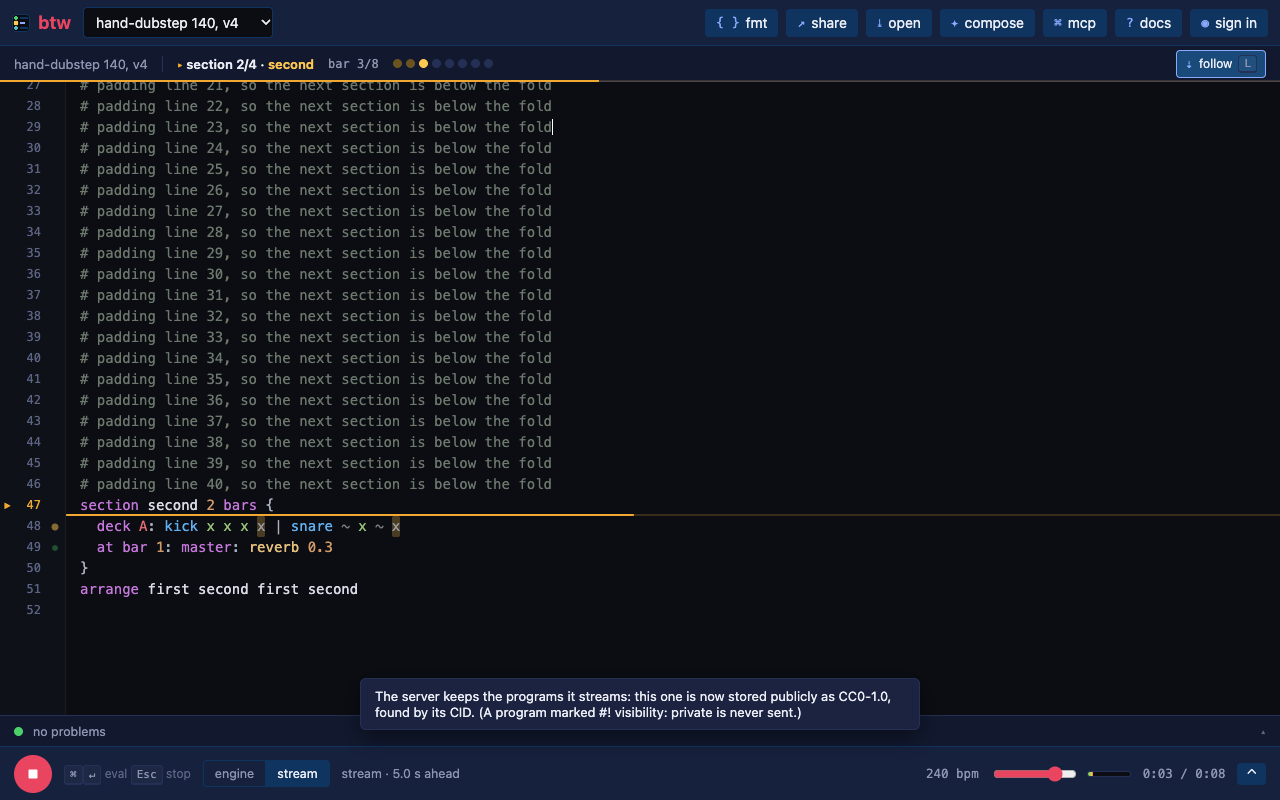 btw hand-dubstep 140, v4 { } fmt share open compose ⌘ mcp ? docs sign in
hand-dubstep 140, v4 section 2/4 · second bar 3/8 ↓ follow L
27 # padding line 21, so the next section is below the fold
28 # padding line 22, so the next section is below the fold
29 # padding line 23, so the next section is below the fold
30 # padding line 24, so the next section is below the fold
31 # padding line 25, so the next section is below the fold
32 # padding line 26, so the next section is below the fold
33 # padding line 27, so the next section is below the fold
34 # padding line 28, so the next section is below the fold
35 # padding line 29, so the next section is below the fold
36 # padding line 30, so the next section is below the fold
37 # padding line 31, so the next section is below the fold
38 # padding line 32, so the next section is below the fold
39 # padding line 33, so the next section is below the fold
40 # padding line 34, so the next section is below the fold
41 # padding line 35, so the next section is below the fold
42 # padding line 36, so the next section is below the fold
43 # padding line 37, so the next section is below the fold
44 # padding line 38, so the next section is below the fold
45 # padding line 39, so the next section is below the fold
46 # padding line 40, so the next section is below the fold
47 section second 2 bars {
48 deck A: kick x x x x | snare ~ x ~ x
49 at bar 1: master: reverb 0.3
50 }
51 arrange first second first second
52
The server keeps the programs it streams: this one is now stored publicly as CC0-1.0,
found by its CID. (A program marked #! visibility: private is never sent.)
no problems
⌘ ↵ eval Esc stop engine stream stream · 5.0 s ahead 240 bpm 0:03 / 0:08